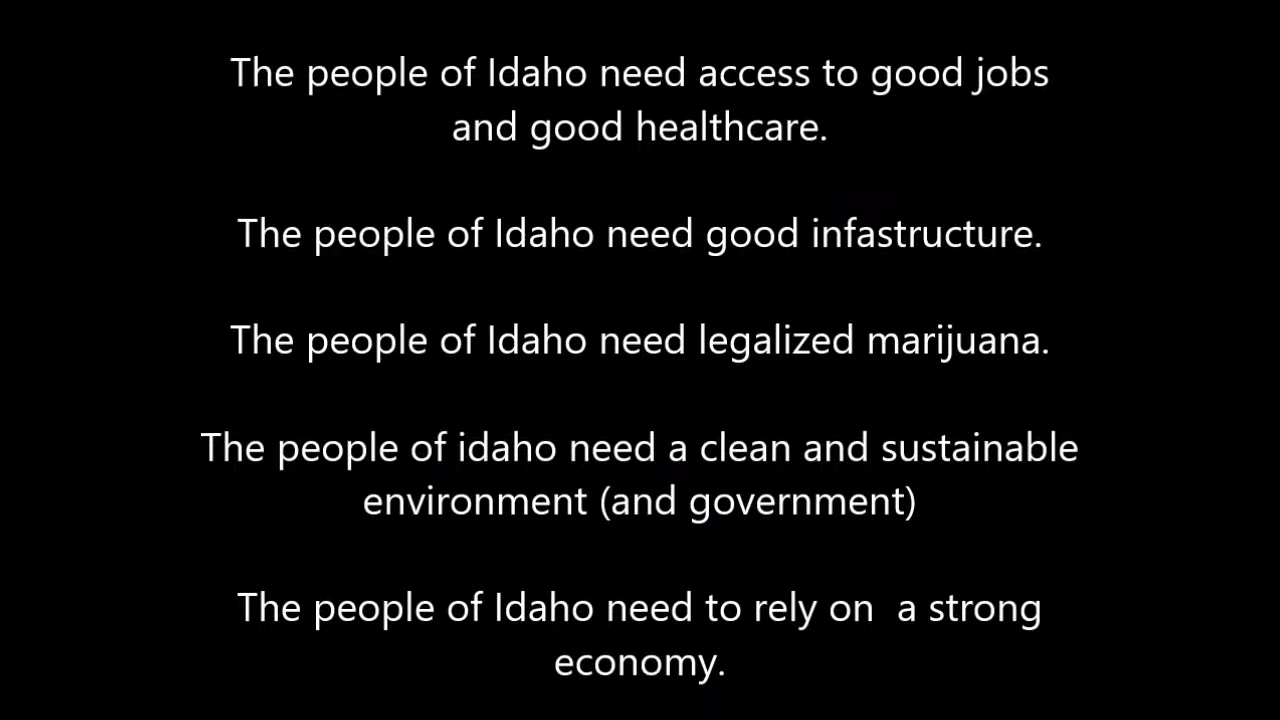 The people of Idaho need access to good jobs
and good healthcare.
The people of Idaho need good infastructure.
The people of Idaho need legalized marijuana.
The people of idaho need a clean and sustainable
environment (and government)
The people of Idaho need to rely on  a strong
economy.